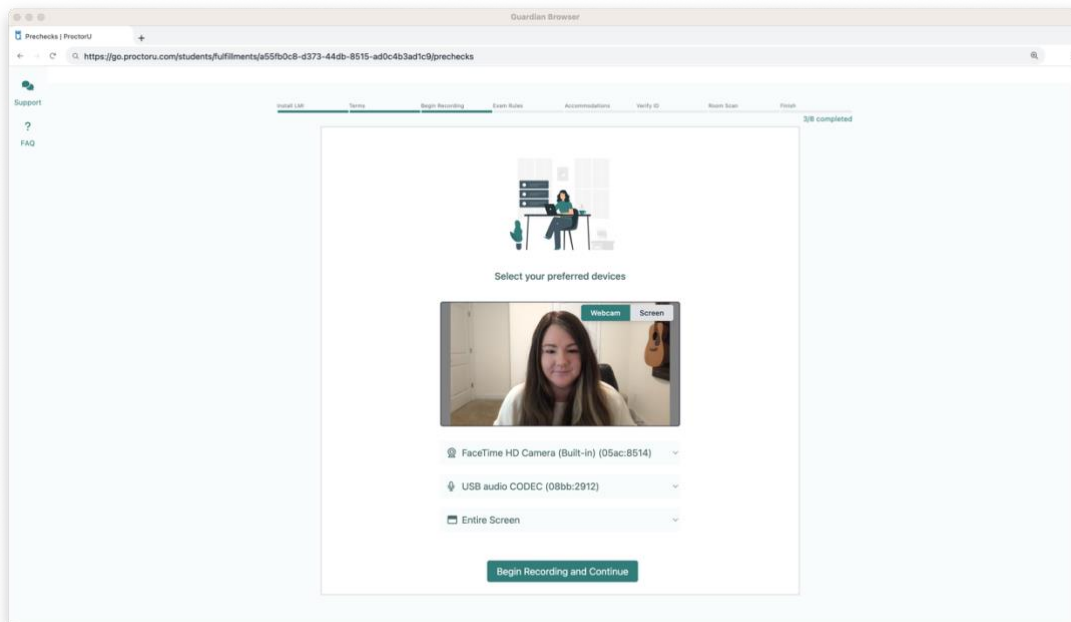 Guardian Browser
Prechecks | ProctorU
https://go.proctoru.com/students/fulfillments/a55fb0c8-d373-44db-8515-ad0c4b3ad1c9/prechecks
Support
?
FAQ
Install LMI Terms Begin Recording Exam Rules Accommodations Verify ID Room Scan Finish
3/8 completed
Select your preferred devices
Webcam Screen
FaceTime HD Camera (Built-in) (05ac:8514)
USB audio CODEC (08bb:2912)
Entire Screen
Begin Recording and Continue